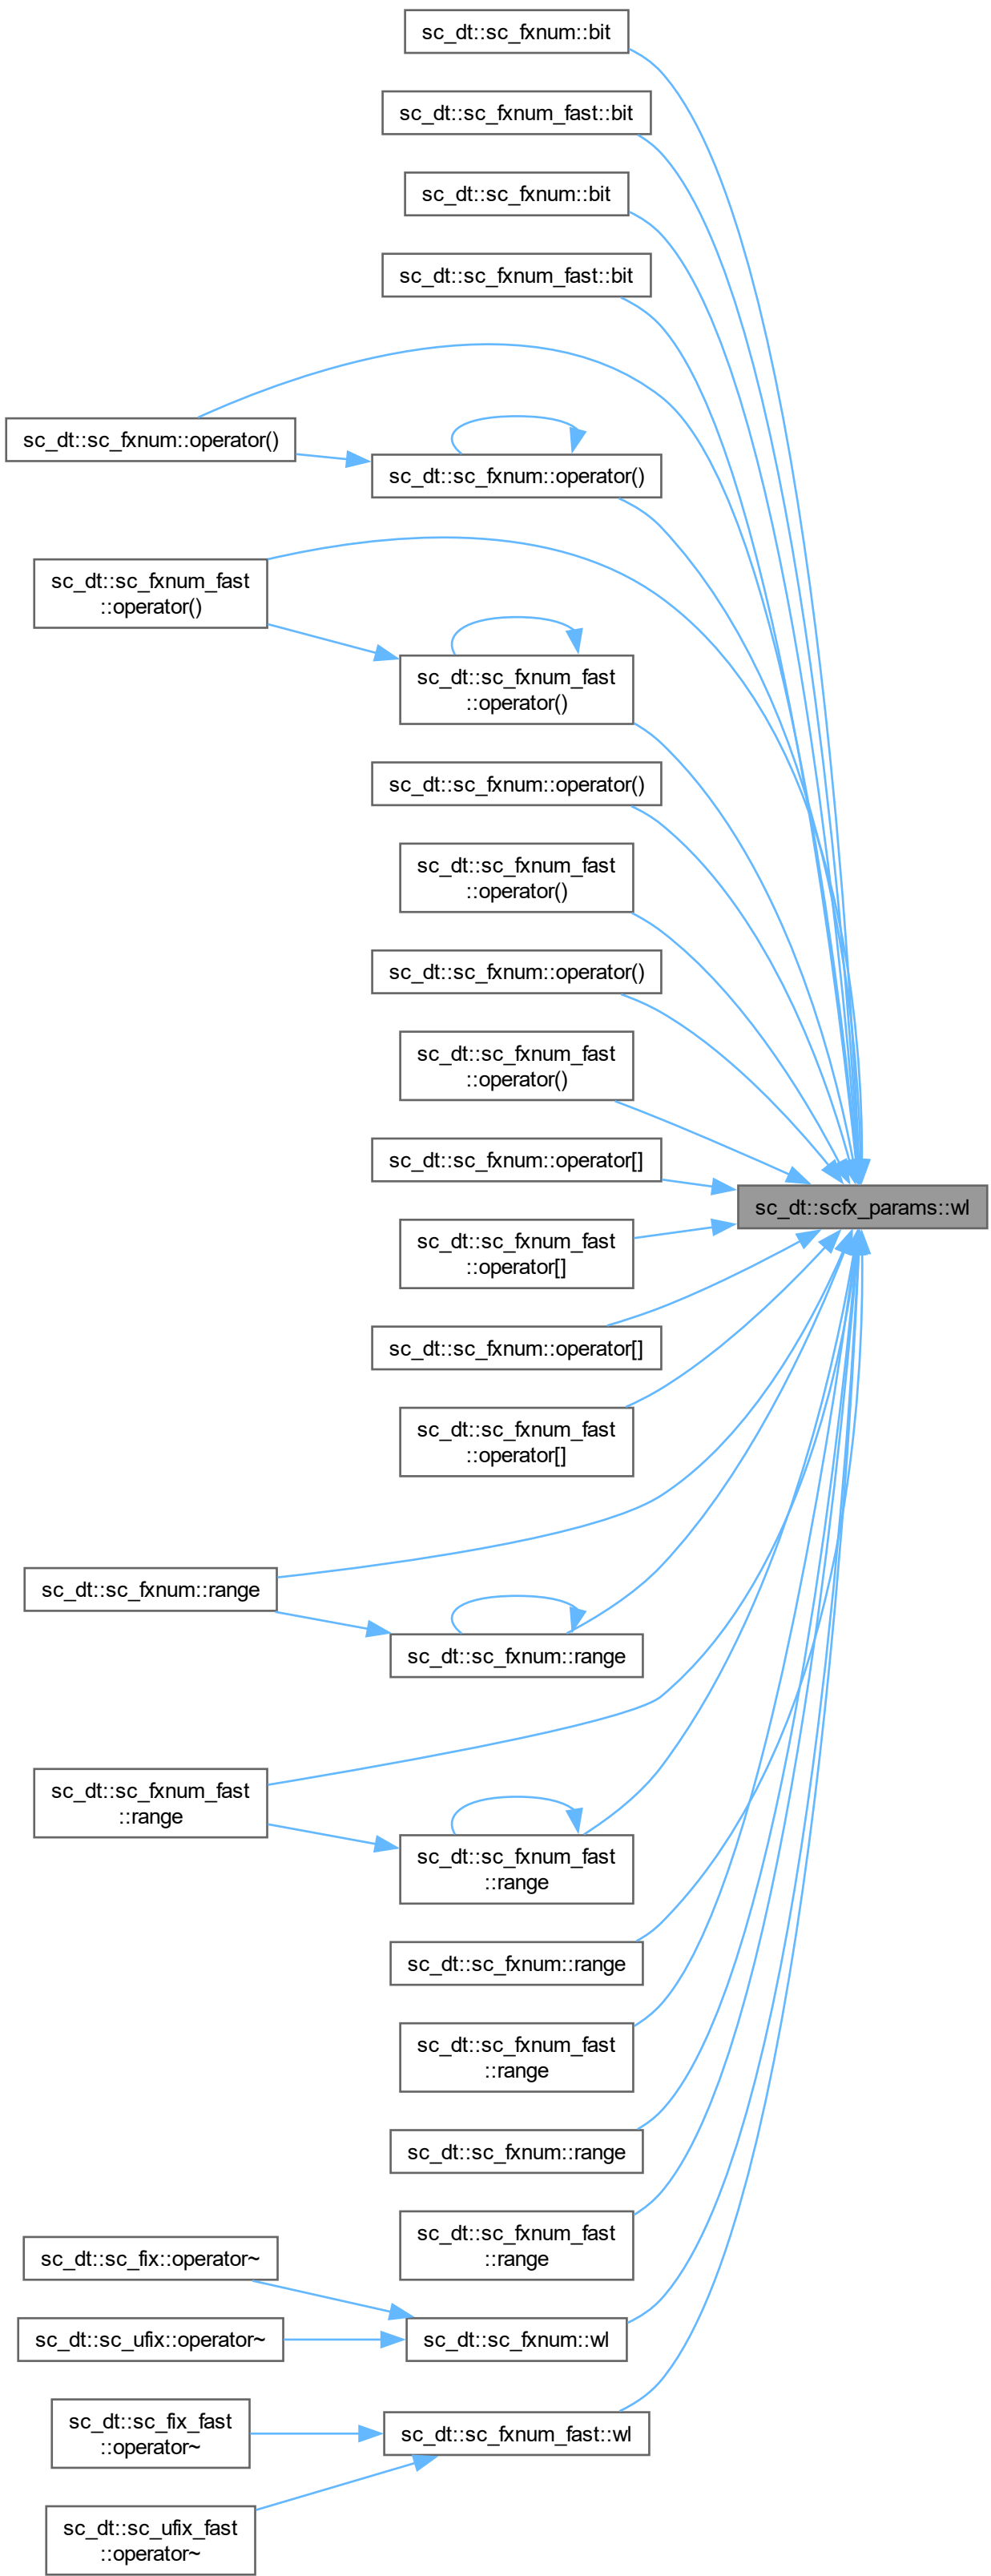 sc_dt::sc_fxnum::bit
sc_dt::sc_fxnum_fast::bit
sc_dt::sc_fxnum::bit
sc_dt::sc_fxnum_fast::bit
sc_dt::sc_fxnum::operator()
sc_dt::sc_fxnum::operator()
sc_dt::sc_fxnum_fast
::operator()
sc_dt::sc_fxnum_fast
::operator()
sc_dt::sc_fxnum::operator()
sc_dt::sc_fxnum_fast
::operator()
sc_dt::sc_fxnum::operator()
sc_dt::sc_fxnum_fast
::operator()
sc_dt::sc_fxnum::operator[]
sc_dt::scfx_params::wl
sc_dt::sc_fxnum_fast
::operator[]
sc_dt::sc_fxnum::operator[]
sc_dt::sc_fxnum_fast
::operator[]
sc_dt::sc_fxnum::range
sc_dt::sc_fxnum::range
sc_dt::sc_fxnum_fast
::range
sc_dt::sc_fxnum_fast
::range
sc_dt::sc_fxnum::range
sc_dt::sc_fxnum_fast
::range
sc_dt::sc_fxnum::range
sc_dt::sc_fxnum_fast
::range
sc_dt::sc_fix::operator~
sc_dt::sc_ufix::operator~
sc_dt::sc_fxnum::wl
sc_dt::sc_fix_fast
::operator~
sc_dt::sc_fxnum_fast::wl
sc_dt::sc_ufix_fast
::operator~